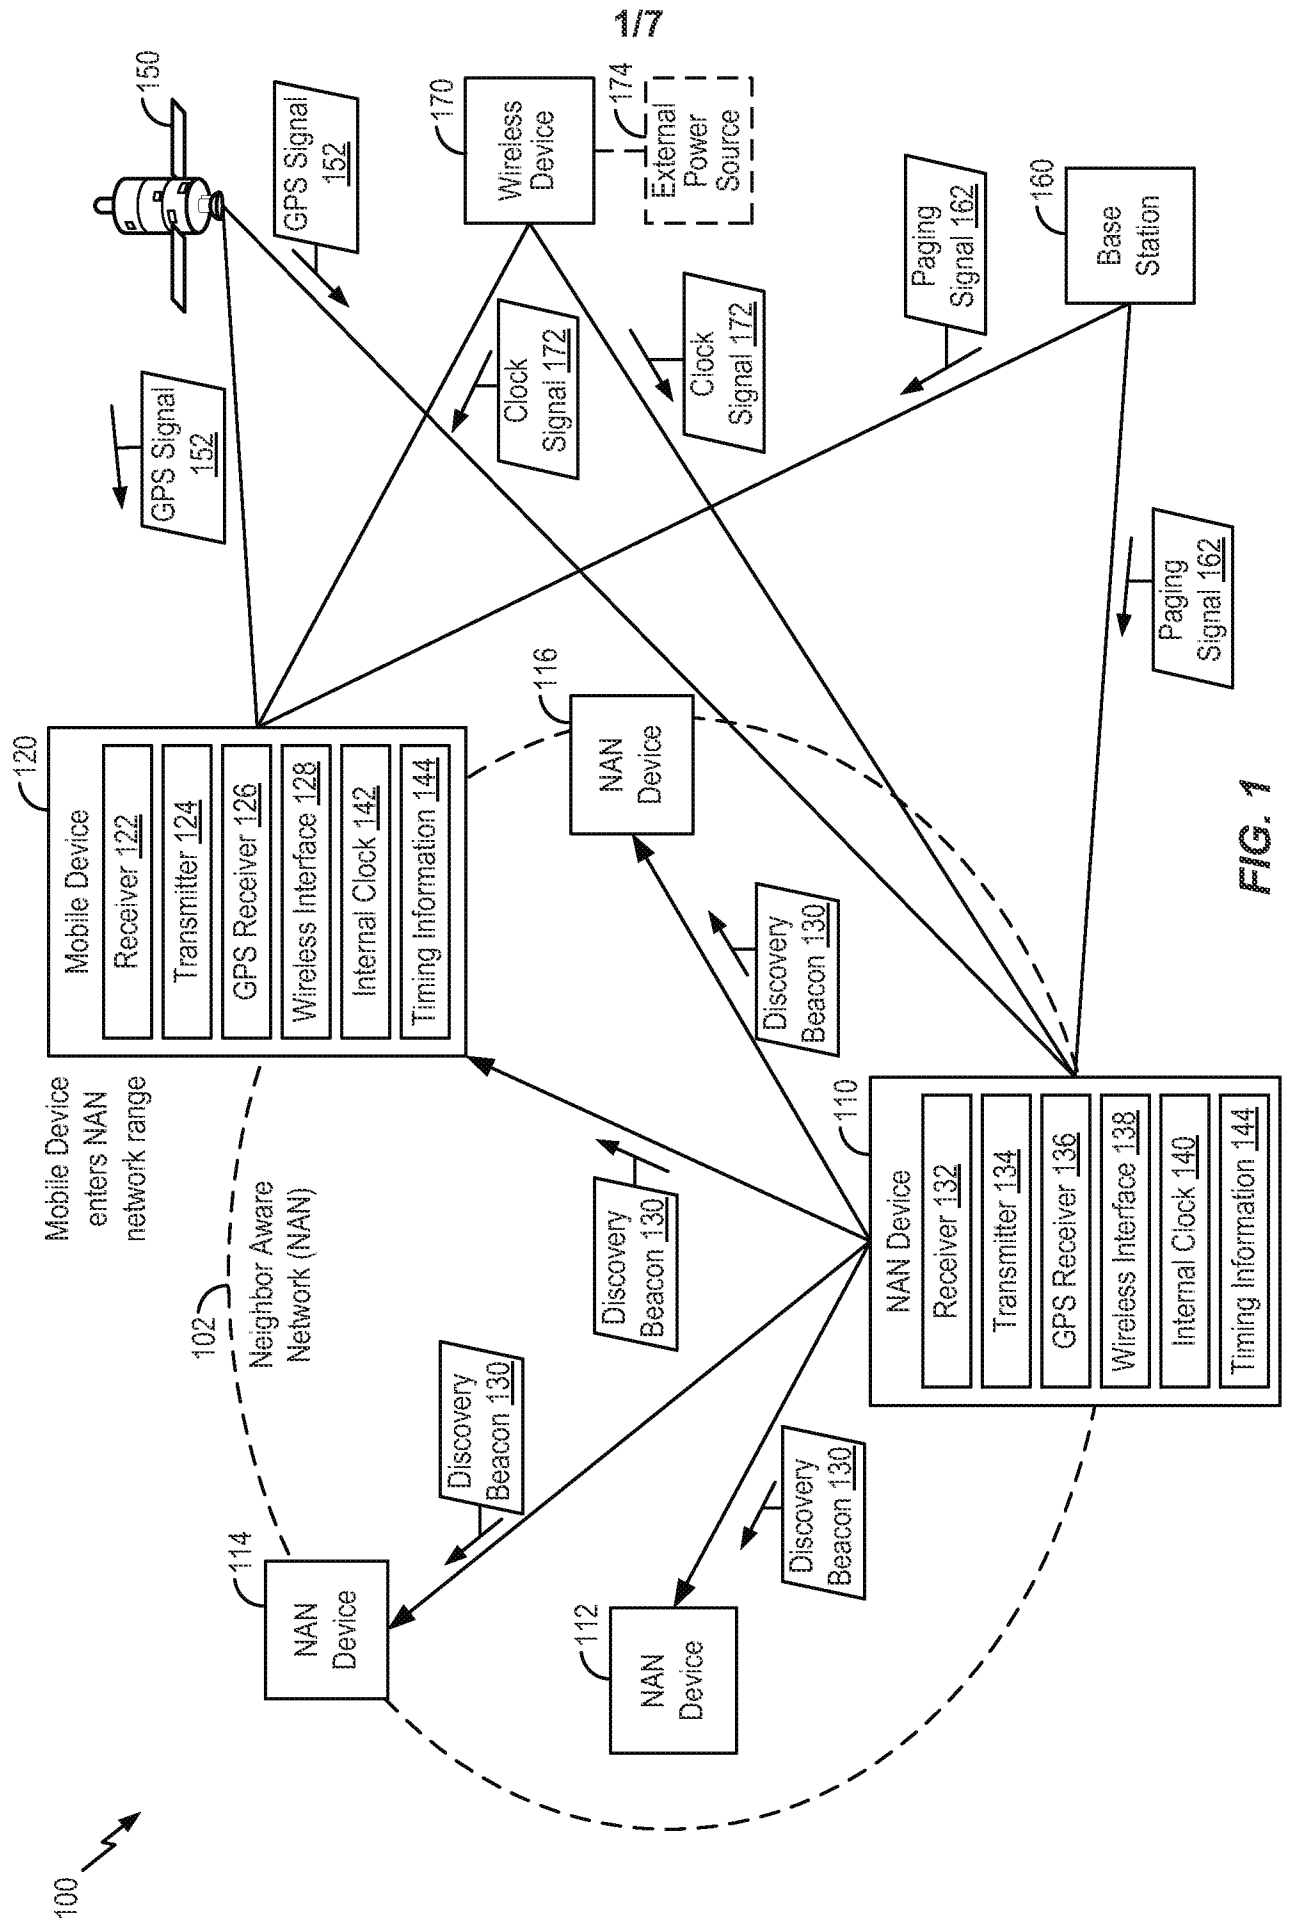 1/7
100
150
GPS Signal
152
GPS Signal
152
170
Wireless
Device
174
External
Power
Source
Clock
Signal 172
Clock
Signal 172
160
Base
Station
Paging
Signal 162
Paging
Signal 162
Mobile Device
enters NAN
network range
120
Mobile Device
Receiver 122
Transmitter 124
GPS Receiver 126
Wireless Interface 128
Internal Clock 142
Timing Information 144
102
Neighbor Aware
Network (NAN)
114
NAN
Device
112
NAN
Device
116
NAN
Device
Discovery
Beacon 130
Discovery
Beacon 130
Discovery
Beacon 130
Discovery
Beacon 130
110
NAN Device
Receiver 132
Transmitter 134
GPS Receiver 136
Wireless Interface 138
Internal Clock 140
Timing Information 144
FIG. 1